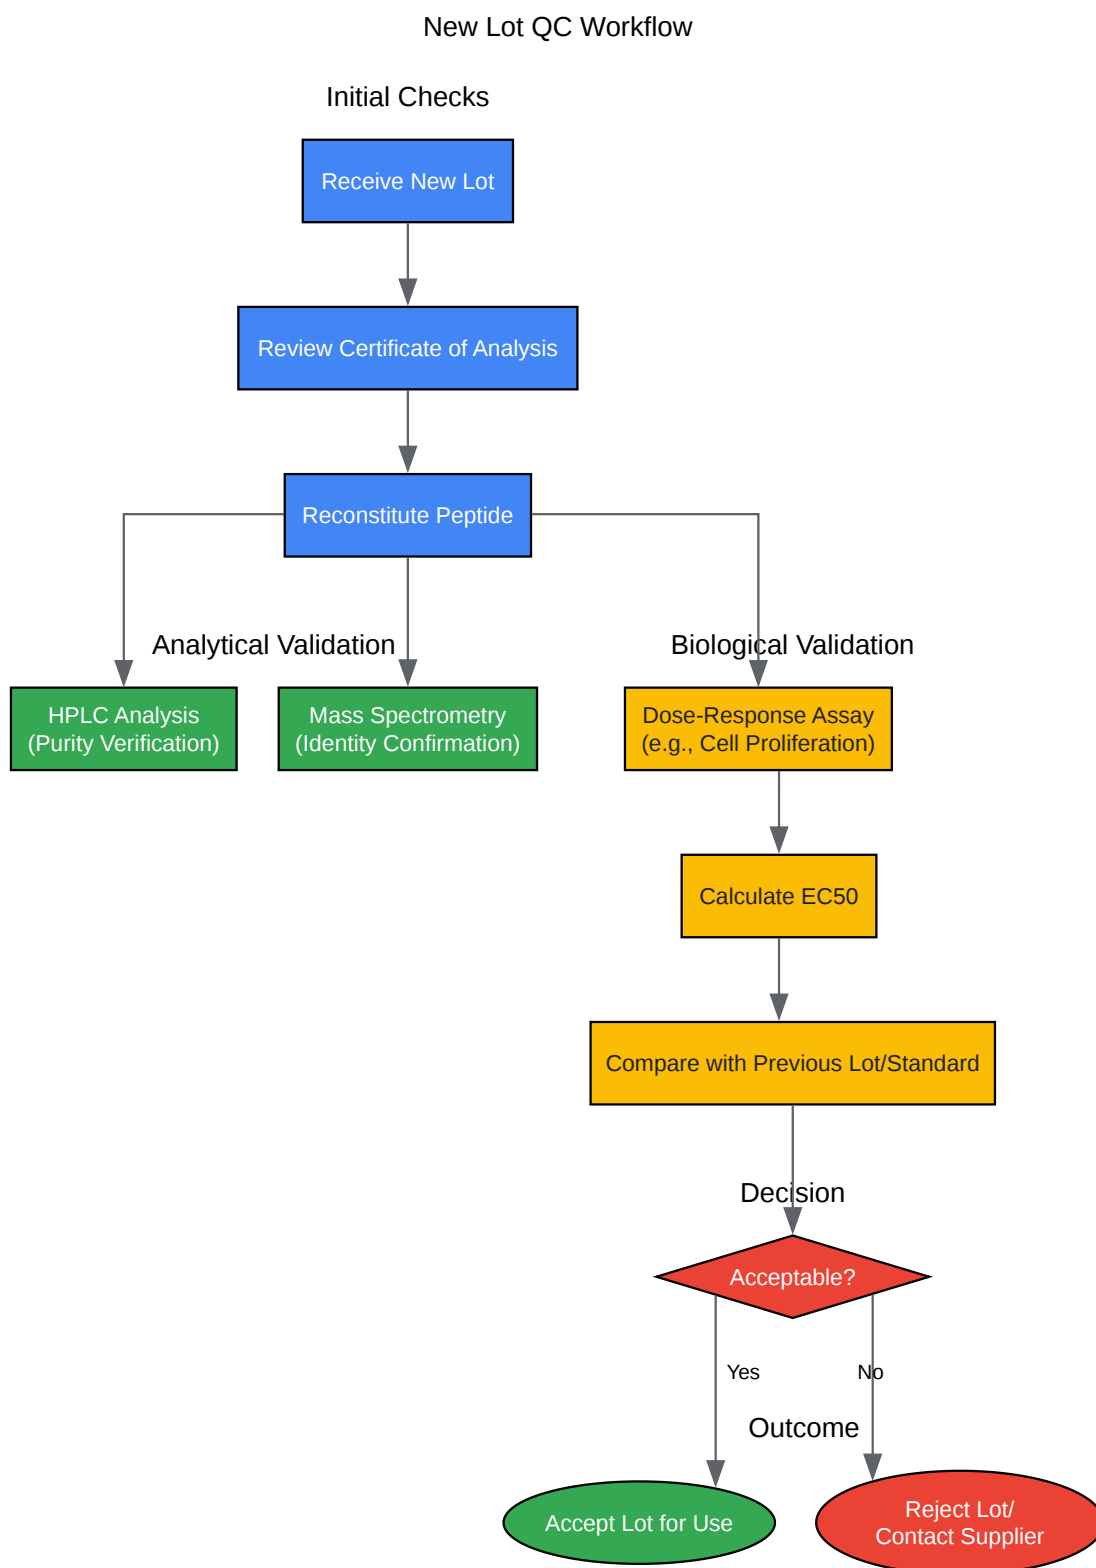 New Lot QC Workflow
Initial Checks
Receive New Lot
Review Certificate of Analysis
Reconstitute Peptide
Analytical Validation
Biological Validation
HPLC Analysis
(Purity Verification)
Mass Spectrometry
(Identity Confirmation)
Dose-Response Assay
(e.g., Cell Proliferation)
Calculate EC50
Compare with Previous Lot/Standard
Decision
Acceptable?
Yes
No
Outcome
Accept Lot for Use
Reject Lot/
Contact Supplier